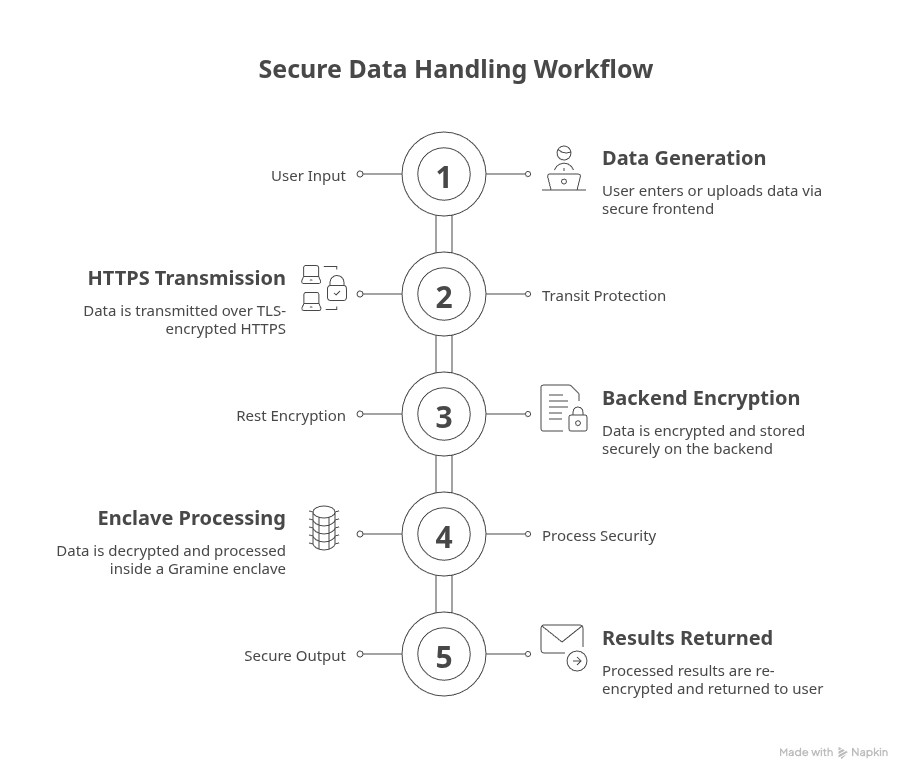 Secure Data Handling Workflow
User Input
1
Data Generation
User enters or uploads data via
secure frontend
HTTPS Transmission
Data is transmitted over TLS-
encrypted HTTPS
2
Transit Protection
Rest Encryption
3
Backend Encryption
Data is encrypted and stored
securely on the backend
Enclave Processing
Data is decrypted and processed
inside a Gramine enclave
4
Process Security
Secure Output
5
Results Returned
Processed results are re-
encrypted and returned to user
Made with Napkin